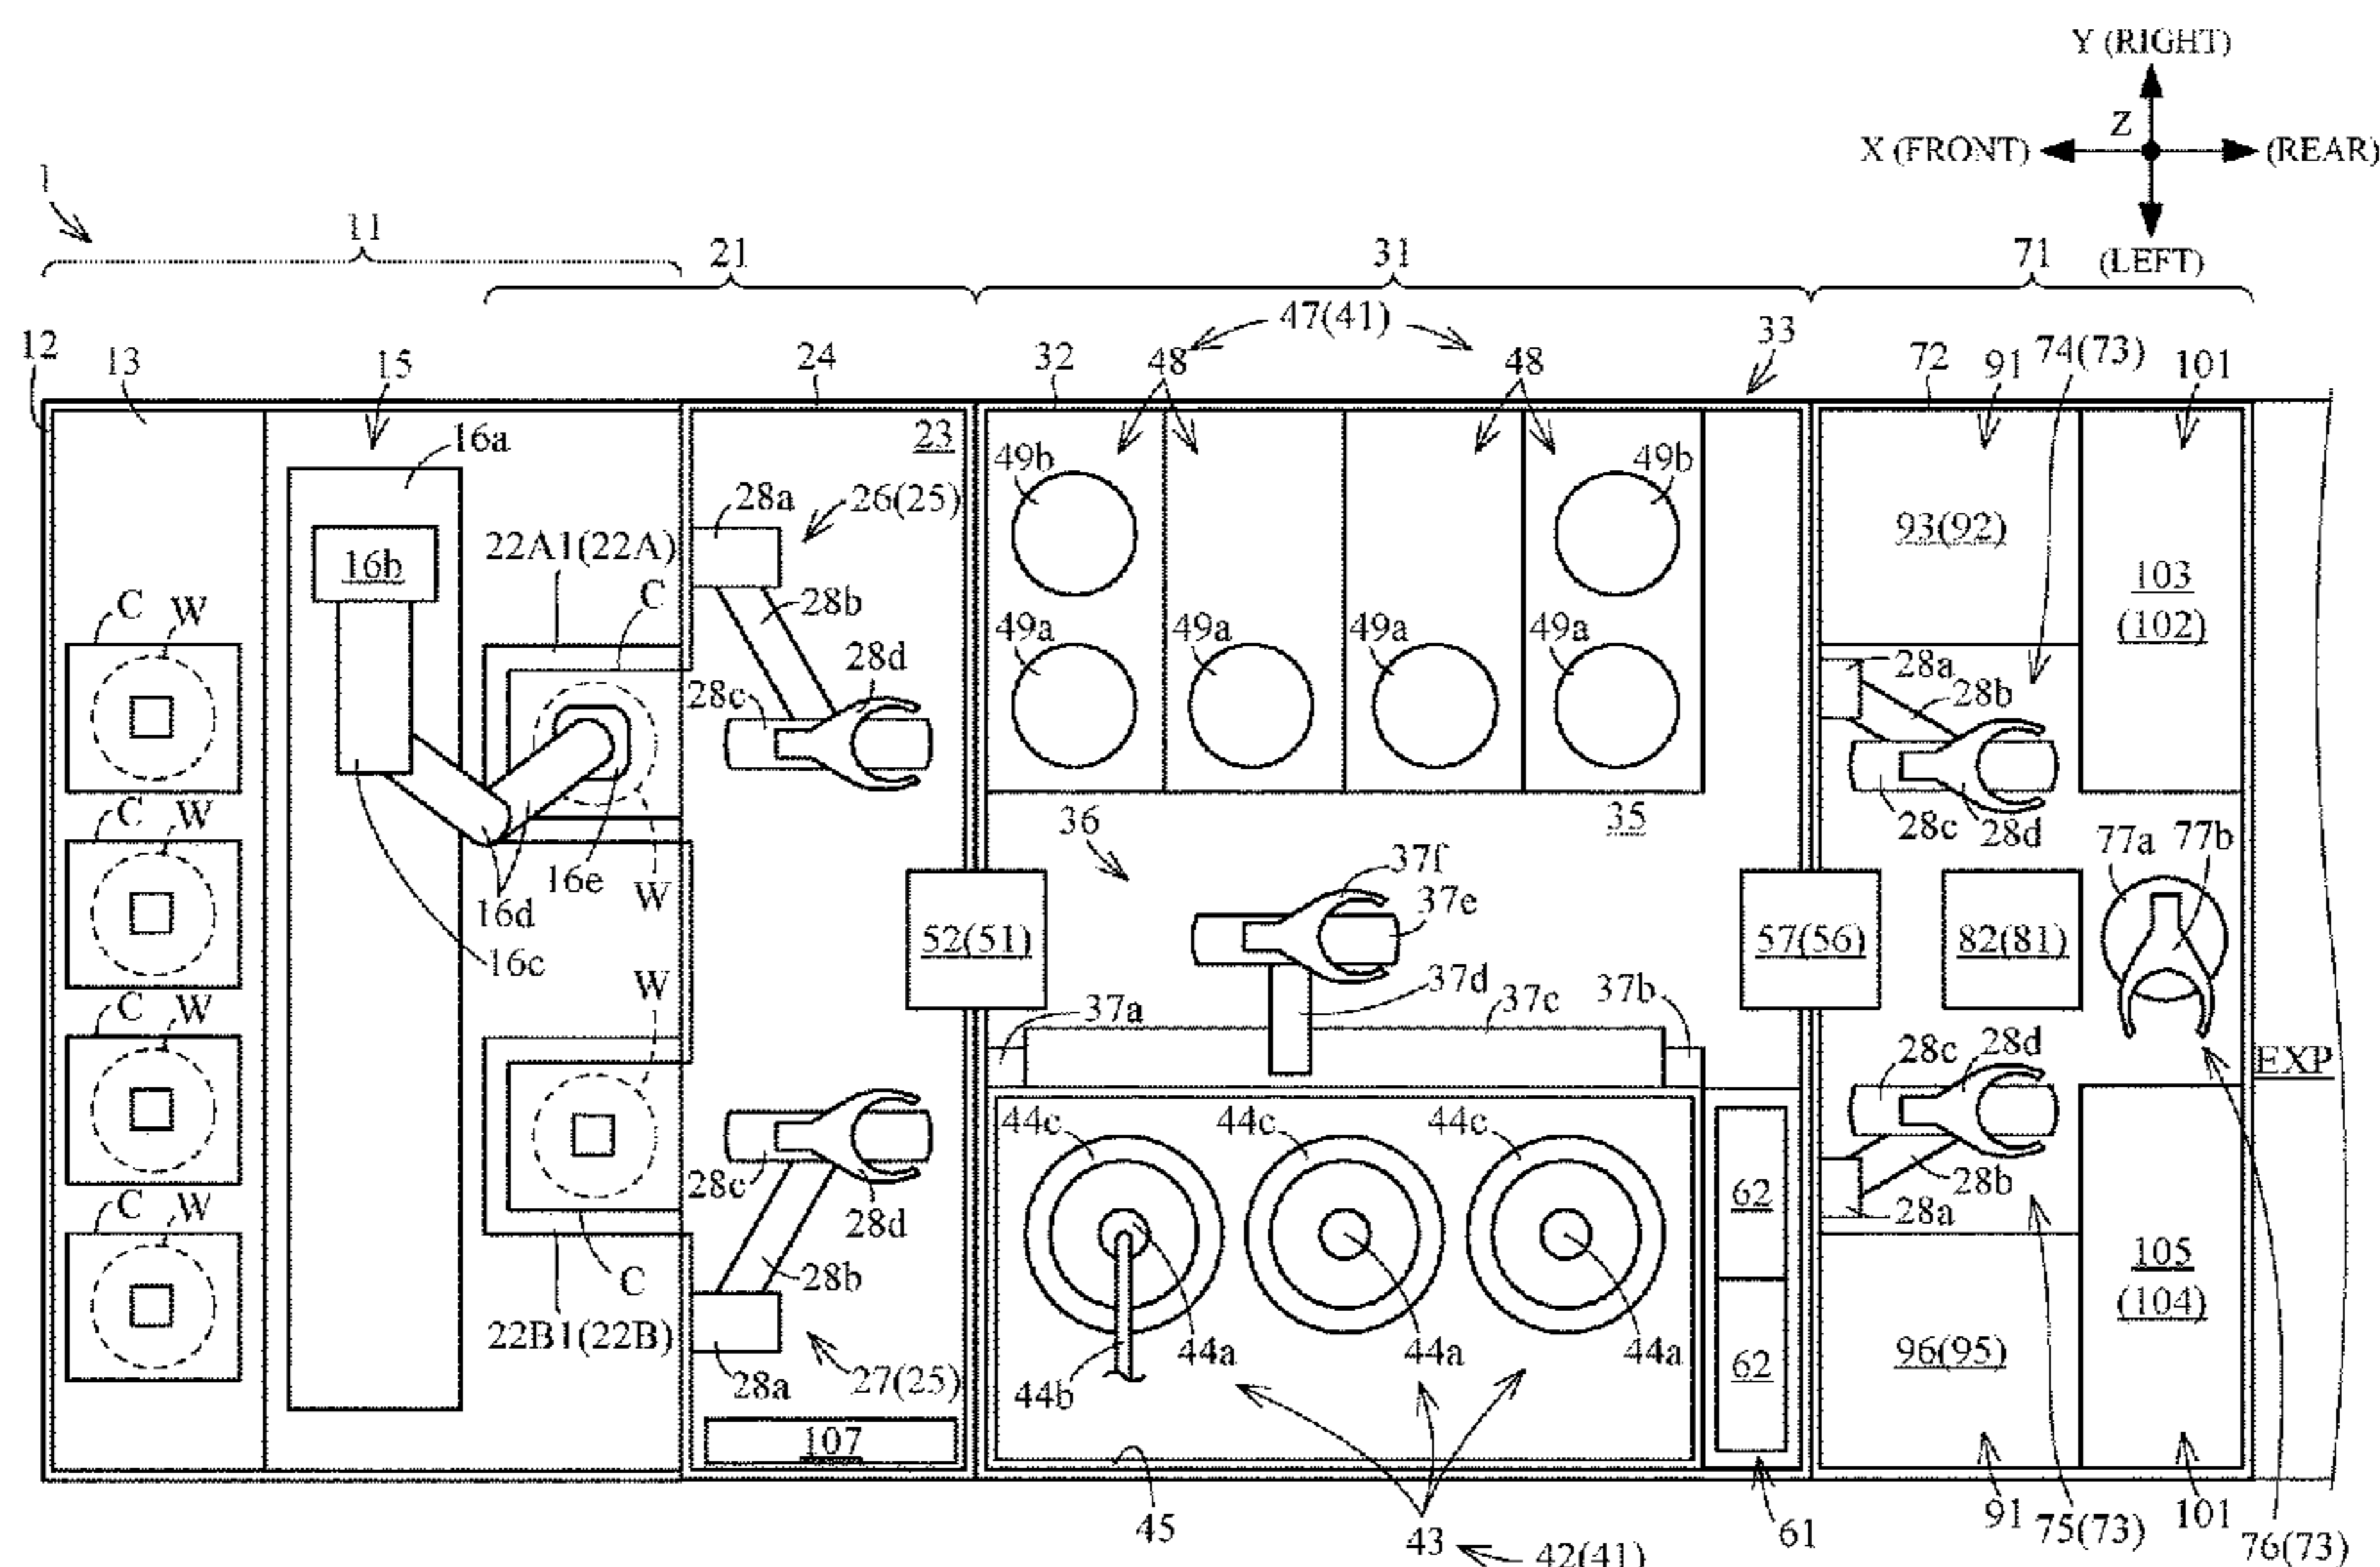 Y (RIGHT)
Z
X (FRONT)
(REAR)
(LEFT)
1
11
21
31
71
47(41)
12
13
15
24
32
48
48
33
72
91
74(73)
101
16a
23
49b
49b
28a
26(25)
93(92)
22A1(22A)
16b
C
28b
103
(102)
C
W
49a
49a
49a
49a
28d
28c
28a
28b
C
W
36
35
28c
28d
77a
77b
16e
W
37f
16d
37e
52(51)
57(56)
82(81)
16c
W
37d
37c
37b
37a
C
W
28c
28d
EXP
44c
44c
44c
28c
28d
62
28b
28a
C
W
C
28b
105
(104)
22B1(22B)
44a
44a
44a
62
96(95)
28a
27(25)
44b
107
45
43
61
91
75(73)
101
42(41)
76(73)